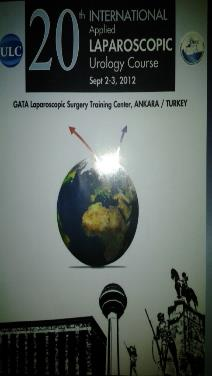 20th INTERNATIONAL
Applied
LAPAROSCOPIC
Urology Course
Sept 2-3, 2012
ULC
GATA Laparoscopic Surgery Training Center, ANKARA / TURKEY